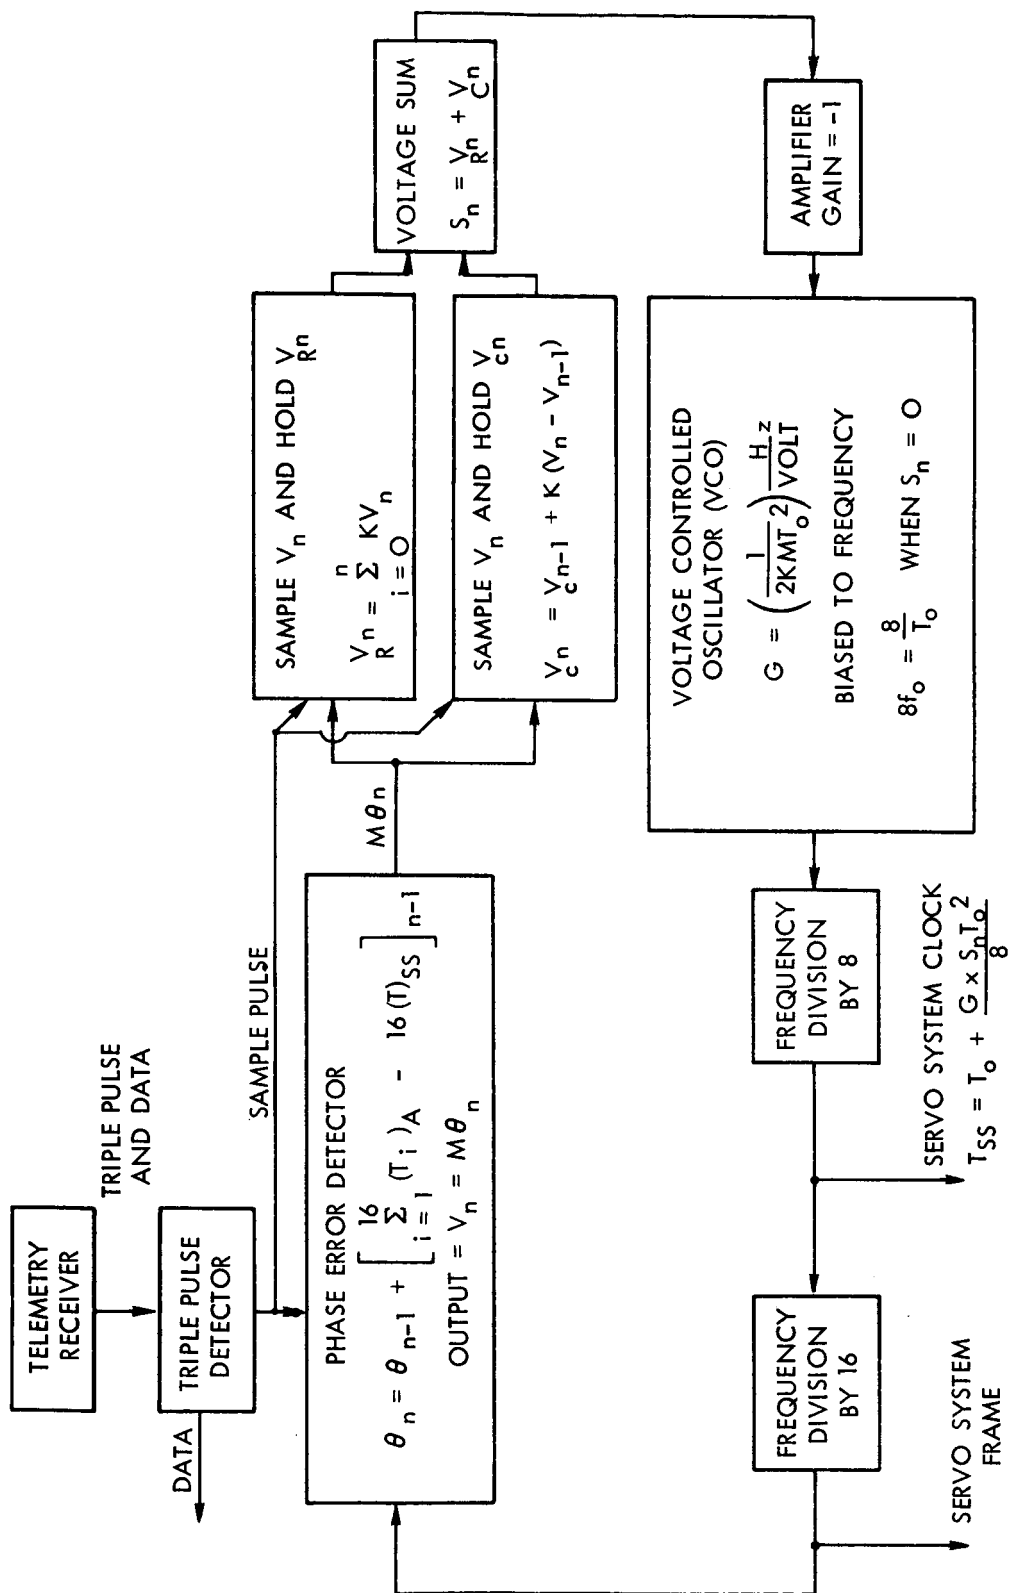 TELEMETRY
RECEIVER
TRIPLE PULSE
AND DATA
TRIPLE PULSE
DETECTOR
DATA
SAMPLE PULSE
PHASE ERROR DETECTOR
θn = θn-1 + [ 16 Σ i = 1 (Ti)A - 16 (T)SS ] n-1
OUTPUT = Vn = Mθn
Mθn
SAMPLE Vn AND HOLD VRn
VRn = n Σ i = 0 KVn
SAMPLE Vn AND HOLD Vcn
Vcn = Vcn-1 + K (Vn - Vn-1)
VOLTAGE SUM
Sn = VRn + VCn
AMPLIFIER
GAIN = -1
VOLTAGE CONTROLLED
OSCILLATOR (VCO)
G = (1/2KMTo2) Hz/VOLT
BIASED TO FREQUENCY
8fo = 8/To WHEN Sn = 0
FREQUENCY
DIVISION
BY 8
SERVO SYSTEM CLOCK
TSS = To + G x SnTo2/8
FREQUENCY
DIVISION
BY 16
SERVO SYSTEM
FRAME